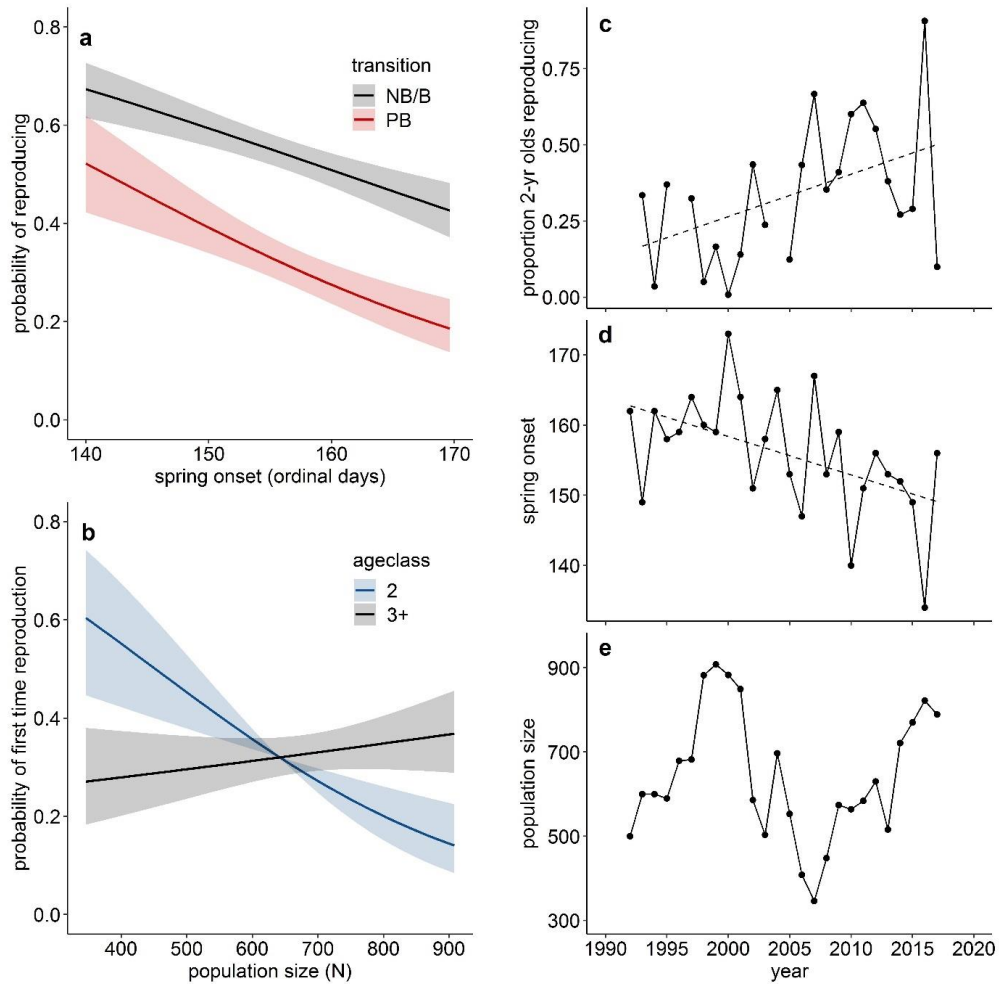 a
transition
NB/B
PB
0.8
0.6
0.4
0.2
0.0
probability of reproducing
140
150
160
170
spring onset (ordinal days)
b
ageclass
2
3+
0.8
0.6
0.4
0.2
0.0
probability of first time reproduction
400
500
600
700
800
900
population size (N)
c
0.75
0.50
0.25
0.00
proportion 2-yr olds reproducing
d
170
160
150
140
spring onset
e
900
700
500
300
population size
1990
1995
2000
2005
2010
2015
2020
year